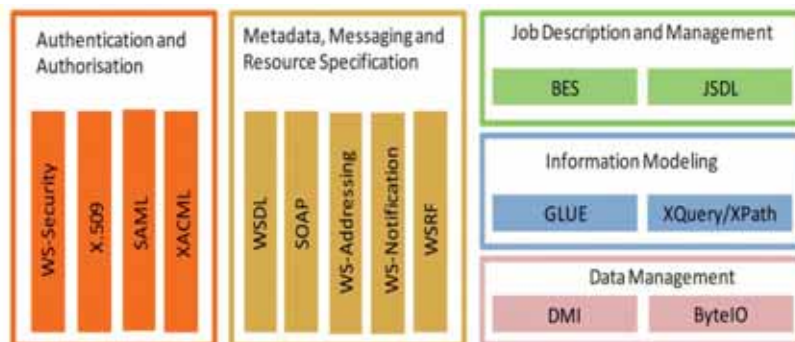 Authentication and
Authorisation
WS-Security
X.509
SAML
XACML
Metadata, Messaging and
Resource Specification
WSDL
SOAP
WS-Addressing
WS-Notification
WSRF
Job Description and Management
BES
JSDL
Information Modeling
GLUE
XQuery/XPath
Data Management
DMI
ByteIO